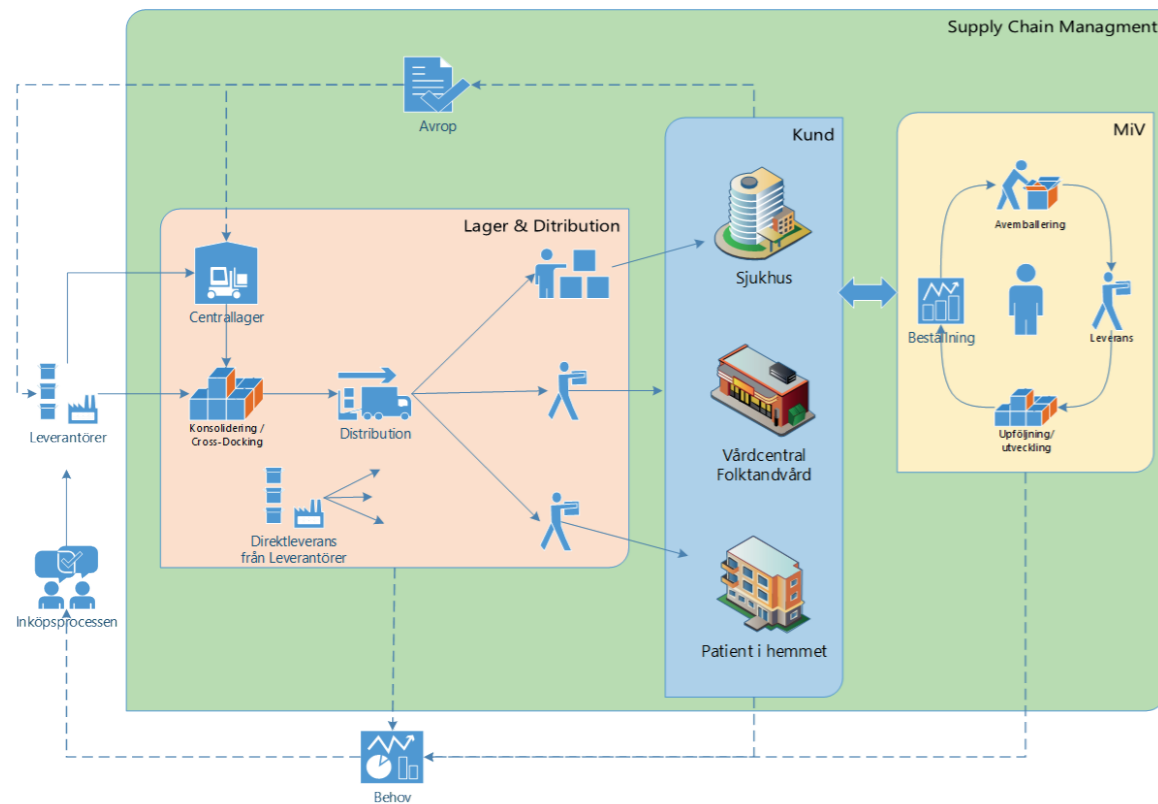 Supply Chain Managment
Avrop
Kund
MiV
Avemballering
Lager & Ditribution
Sjukhus
Centrallager
Beställning
Leverans
Leverantörer
Konsolidering /
Cross-Docking
Distribution
Upföljning/
utveckling
Vårdcentral
Folktandvård
Direktleverans
från Leverantörer
Inköpsprocessen
Patient i hemmet
Behov